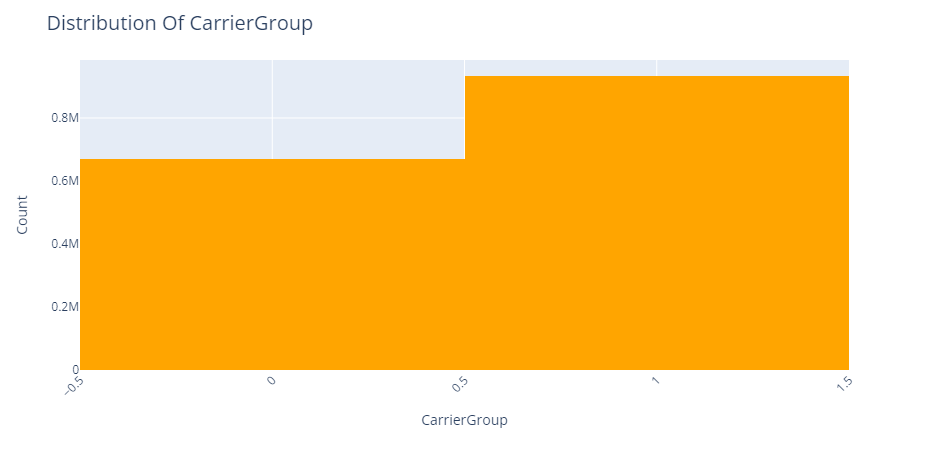 Distribution Of CarrierGroup
0.8M
0.6M
0.4M
0.2M
0
Count
−0.5
0
0.5
1
1.5
CarrierGroup